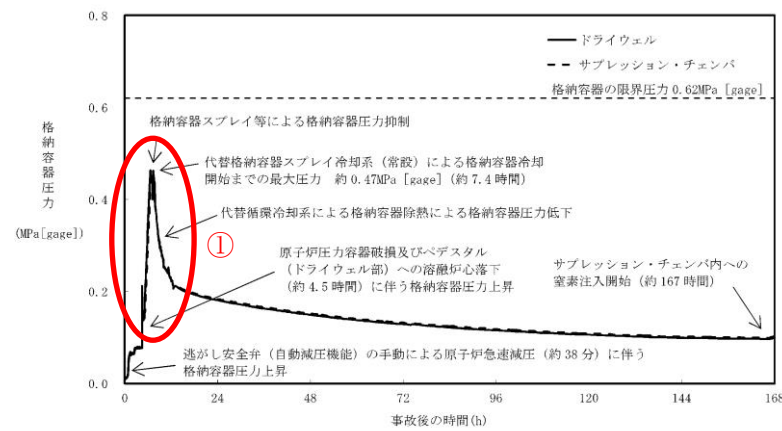 0.8
ドライウェル
サプレッション・チェンバ
格納容器の限界圧力 0.62MPa [gage]
0.6
格納容器スプレイ等による格納容器圧力抑制
格納容器圧力
(MPa[gage])
代替格納容器スプレイ冷却系（常設）による格納容器冷却
開始までの最大圧力 約 0.47MPa [gage] (約 7.4 時間)
0.4
代替循環冷却系による格納容器除熱による格納容器圧力低下
①
原子炉圧力容器破損及びペデスタル
（ドライウェル部）への溶融炉心落下
（約 4.5 時間）に伴う格納容器圧力上昇
サプレッション・チェンバ内への
窒素注入開始（約 167 時間）
0.2
逃がし安全弁（自動減圧機能）の手動による原子炉急速減圧（約 38 分）に伴う
格納容器圧力上昇
0.0
0 24 48 72 96 120 144 168
事故後の時間(h)